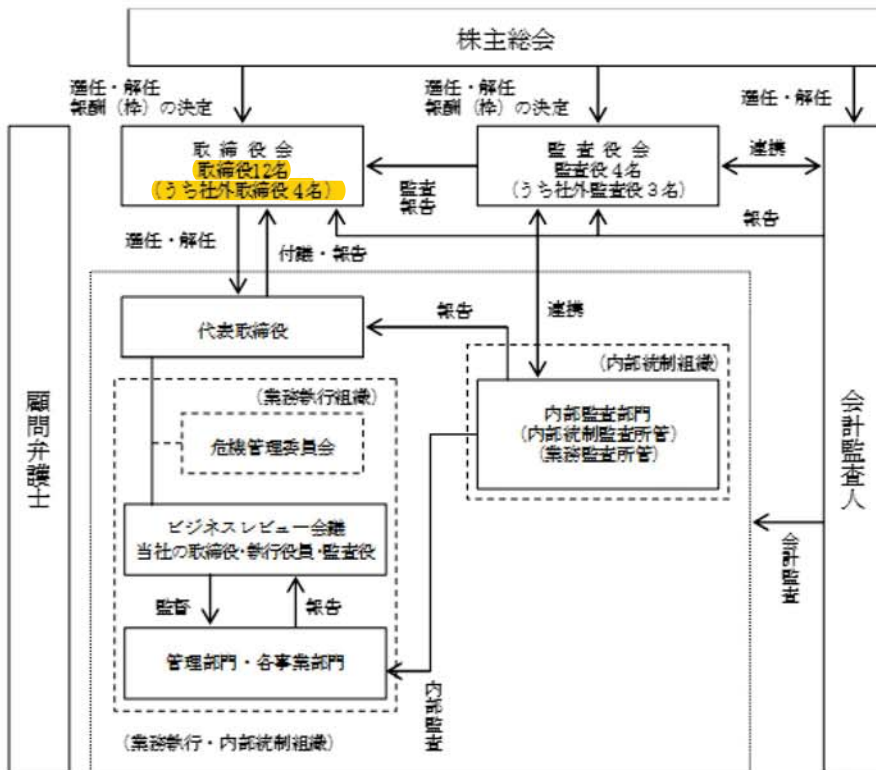 株主総会
選任・解任
報酬（枠）の決定
選任・解任
報酬（枠）の決定
選任・解任
取締役会
取締役12名
（うち社外取締役４名）
監査役会
監査役４名
（うち社外監査役３名）
連携
監査
報告
報告
選任・解任
付議・報告
代表取締役
報告
連携
（内部統制組織）
内部監査部門
（内部統制監査所管）
（業務監査所管）
（業務執行組織）
危機管理委員会
ビジネスレビュー会議
当社の取締役・執行役員・監査役
監督
報告
管理部門・各事業部門
内部監査
会計監査
（業務執行・内部統制組織）
顧問弁護士
会計監査人